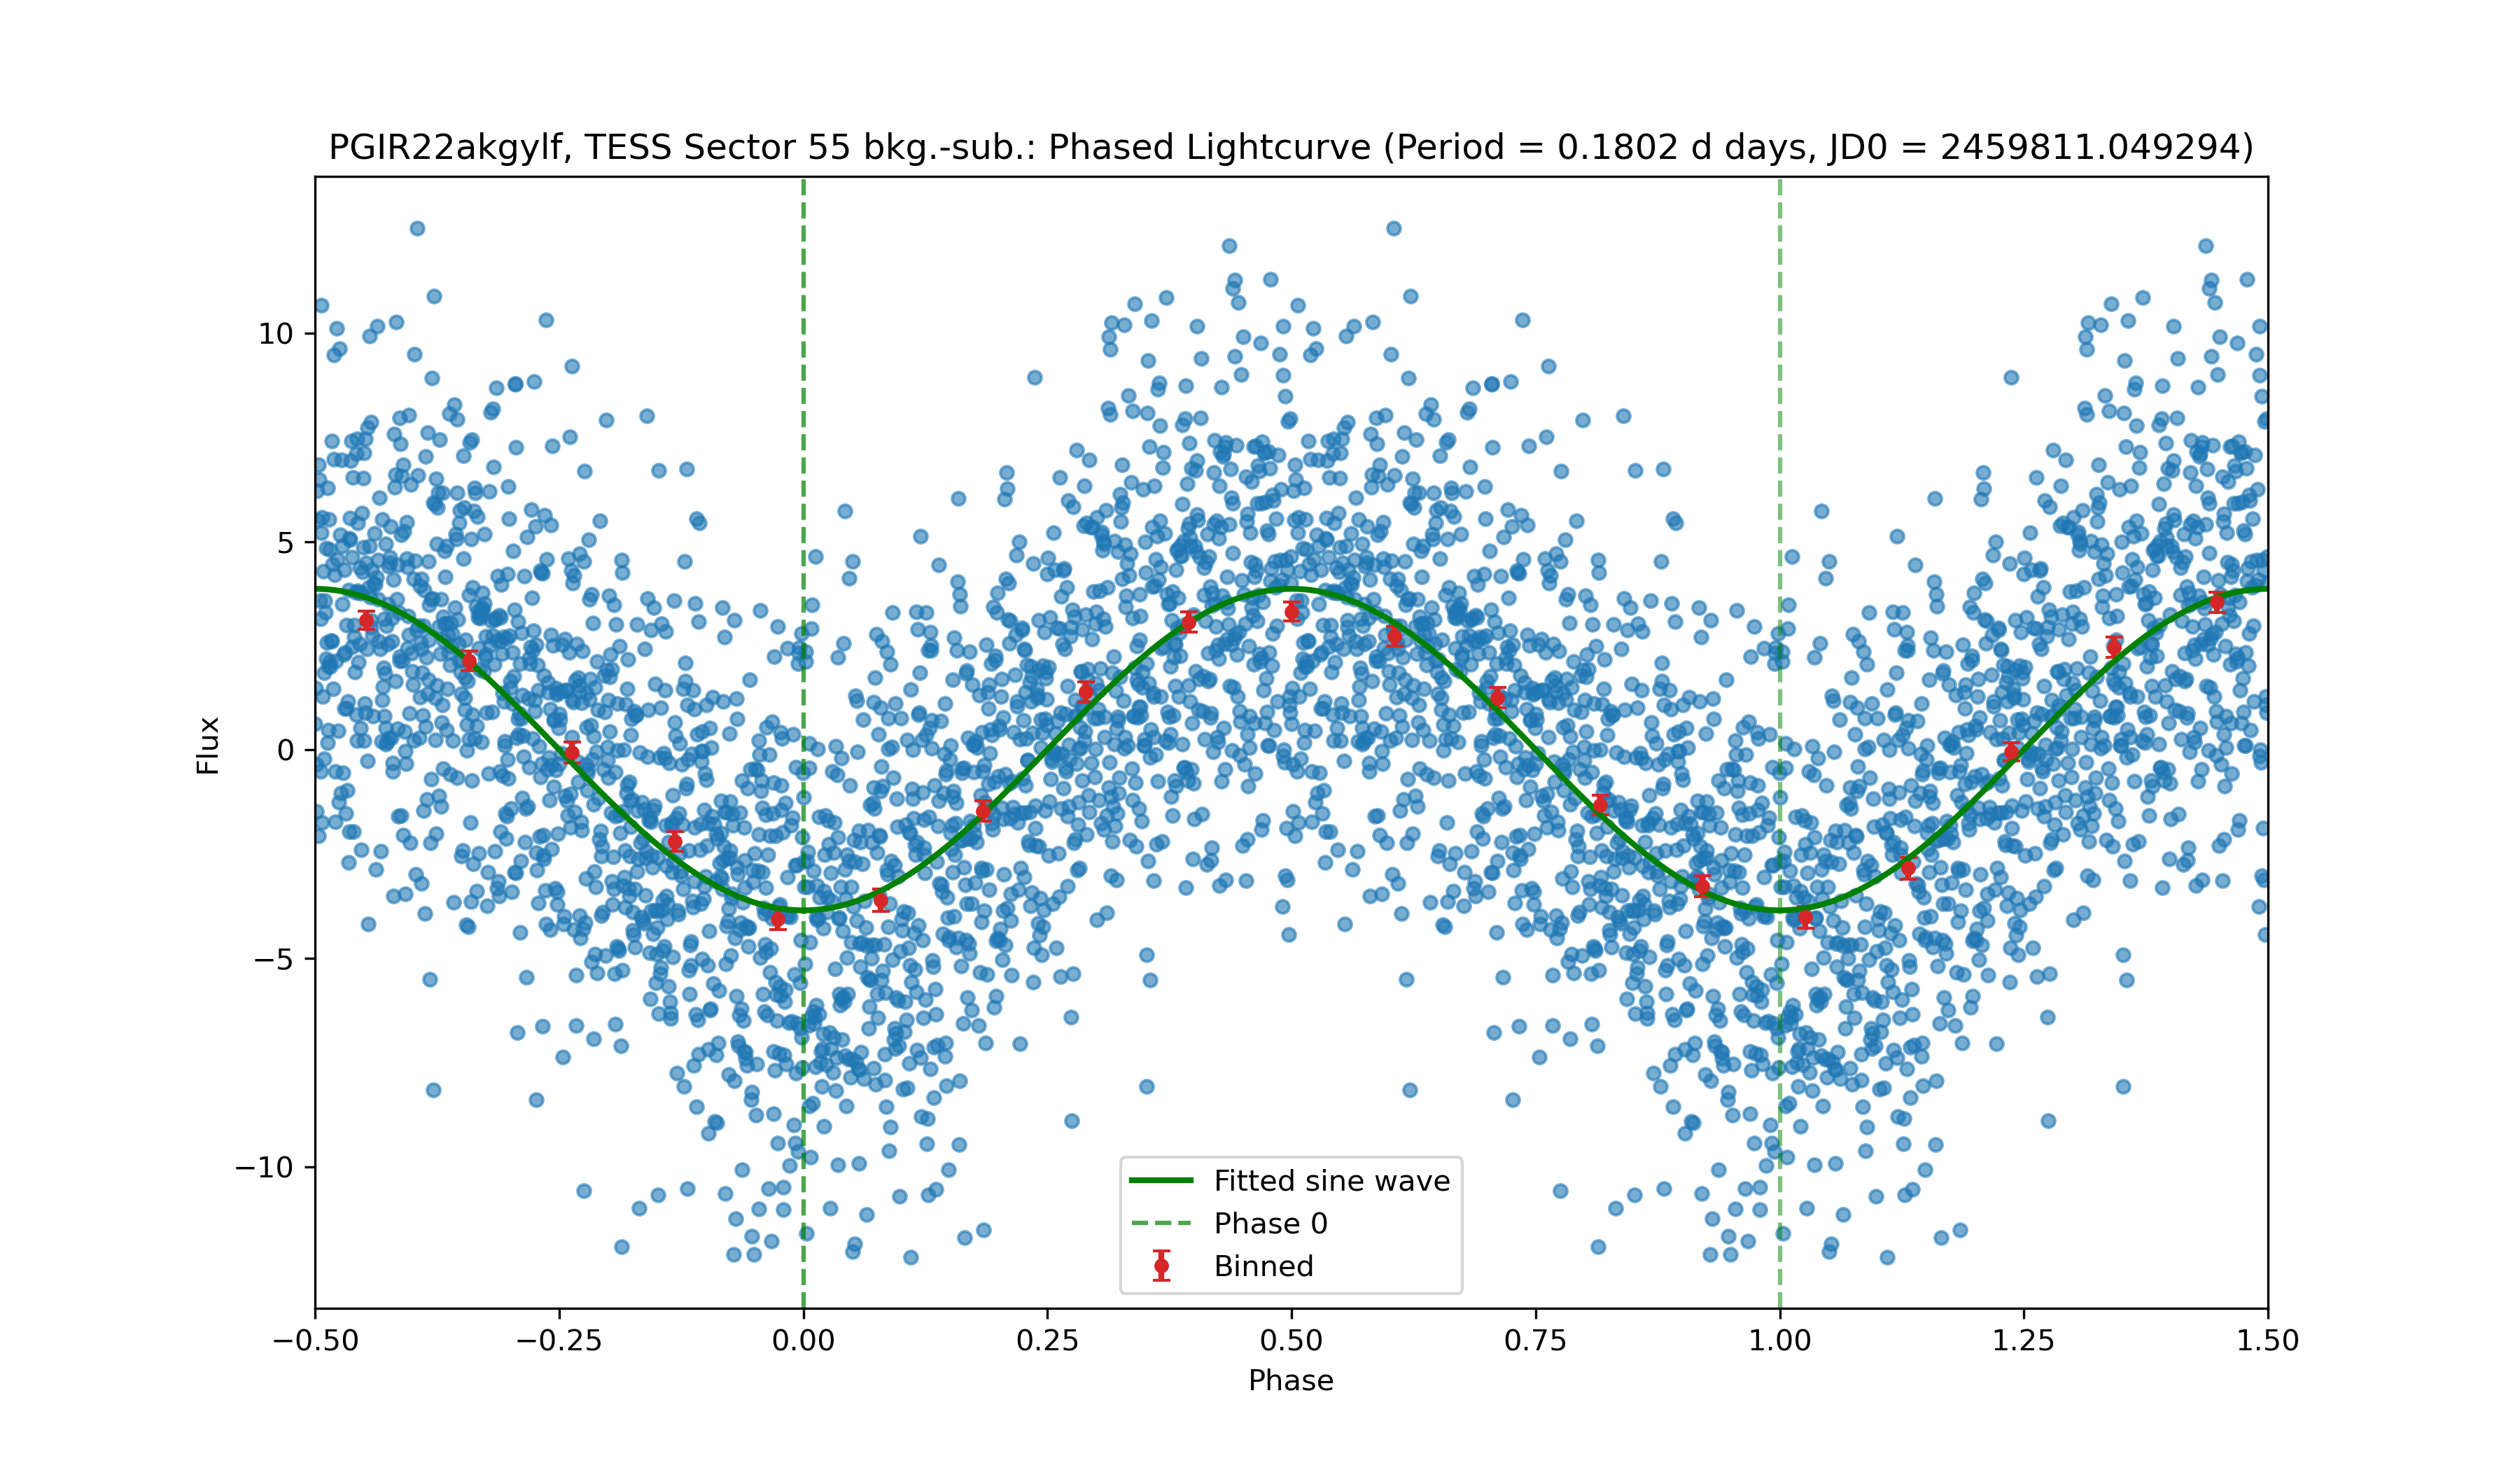 PGIR22akgylf, TESS Sector 55 bkg.-sub.: Phased Lightcurve (Period = 0.1802 d days, JD0 = 2459811.049294)
10
5
0
−5
−10
Flux
Fitted sine wave
Phase 0
Binned
−0.50 −0.25 0.00 0.25 0.50 0.75 1.00 1.25 1.50
Phase